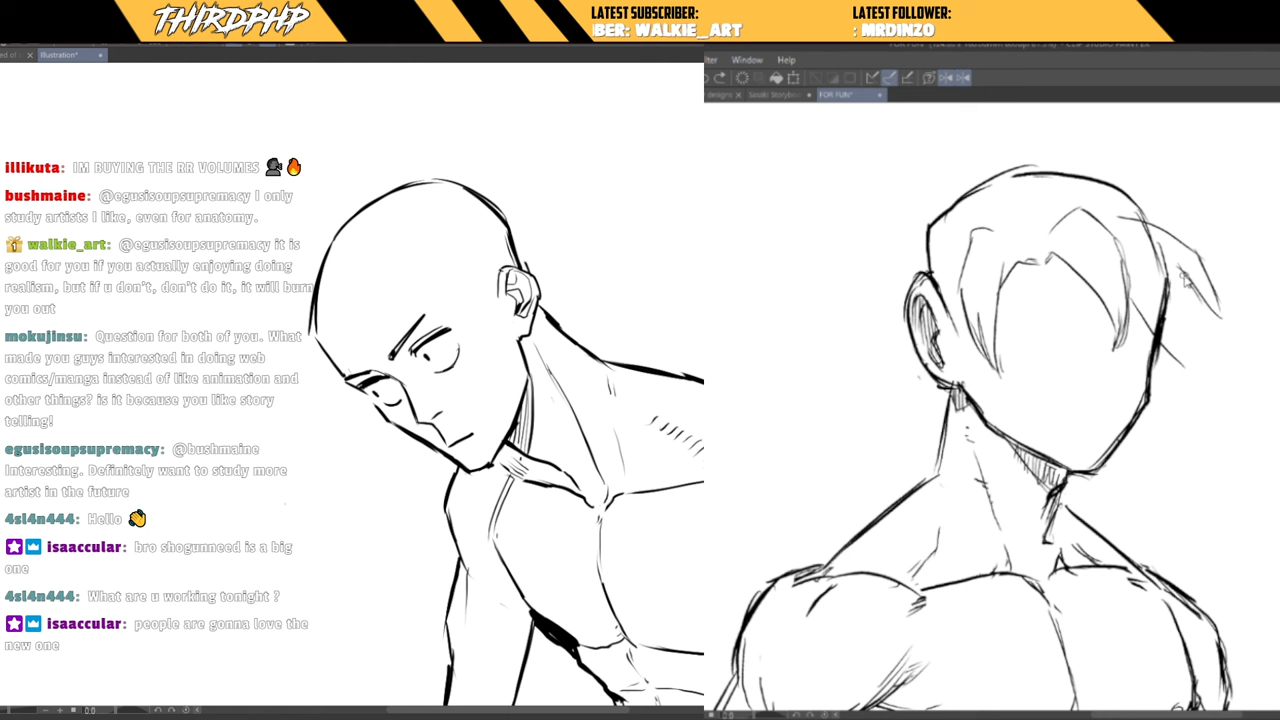 THIRDPHP
LATEST SUBSCRIBER:
BER: WALKIE_ART
LATEST FOLLOWER:
: MRDINZO
Illustration*
Window Help
Sasaki Storybo
FOR FUN*
illikuta: IM BUYING THE RR VOLUMES 🗣🔥
bushmaine: @egusisoupsupremacy I only
study artists I like, even for anatomy.
walkie_art: @egusisoupsupremacy it is
good for you if you actually enjoying doing
realism, but if u don't, don't do it, it will burn
you out
mokujinsu: Question for both of you. What
made you guys interested in doing web
comics/manga instead of like animation and
other things? is it because you like story
telling!
egusisoupsupremacy: @bushmaine
Interesting. Definitely want to study more
artist in the future
4sl4n444: Hello 👋
isaaccular: bro shogunneed is a big
one
4sl4n444: What are u working tonight ?
isaaccular: people are gonna love the
new one